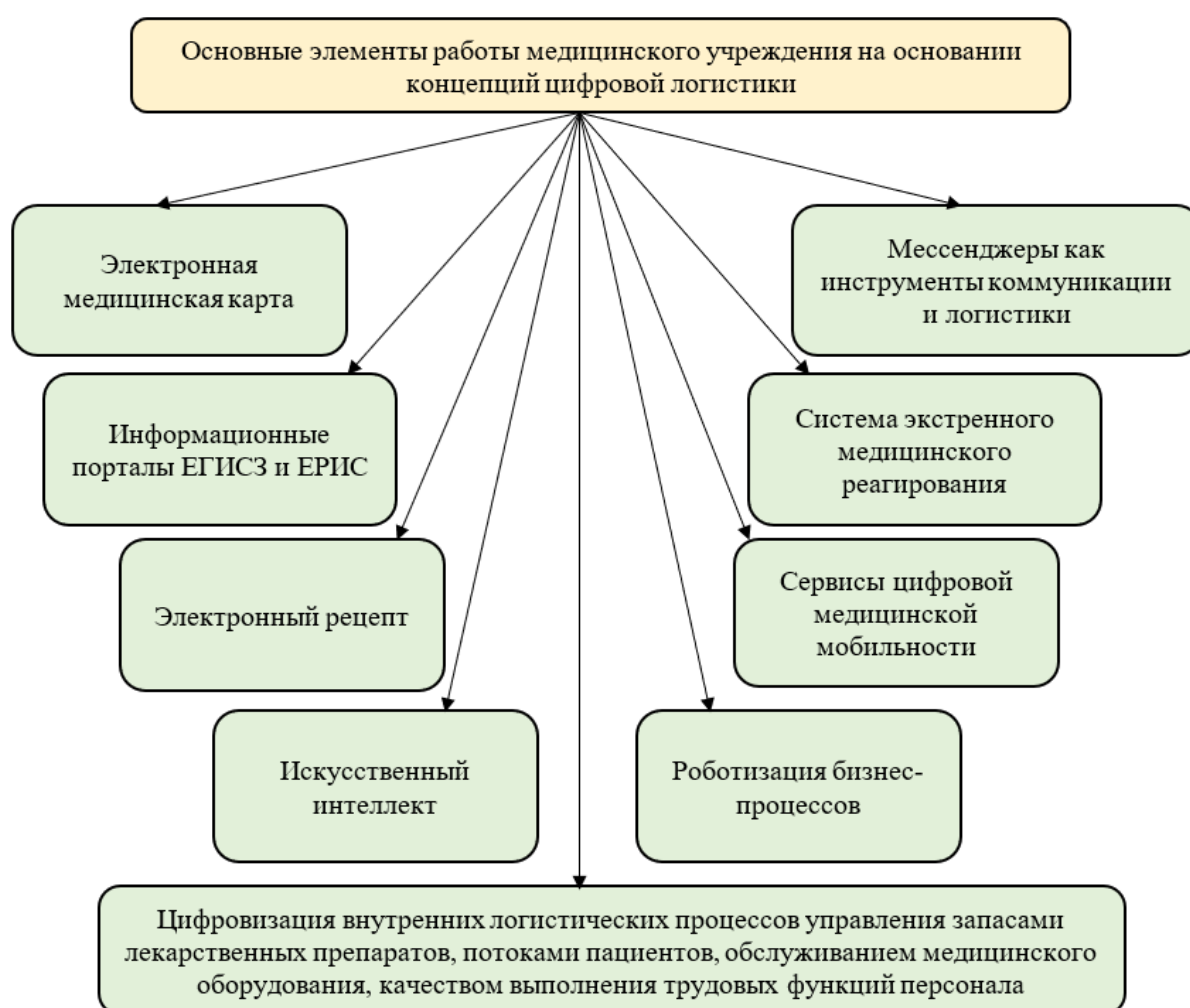 Основные элементы работы медицинского учреждения на основании
концепций цифровой логистики
Электронная
медицинская карта
Мессенджеры как
инструменты коммуникации
и логистики
Информационные
порталы ЕГИСЗ и ЕРИС
Система экстренного
медицинского
реагирования
Электронный рецепт
Сервисы цифровой
медицинской
мобильности
Искусственный
интеллект
Роботизация бизнес-
процессов
Цифровизация внутренних логистических процессов управления запасами
лекарственных препаратов, потоками пациентов, обслуживанием медицинского
оборудования, качеством выполнения трудовых функций персонала